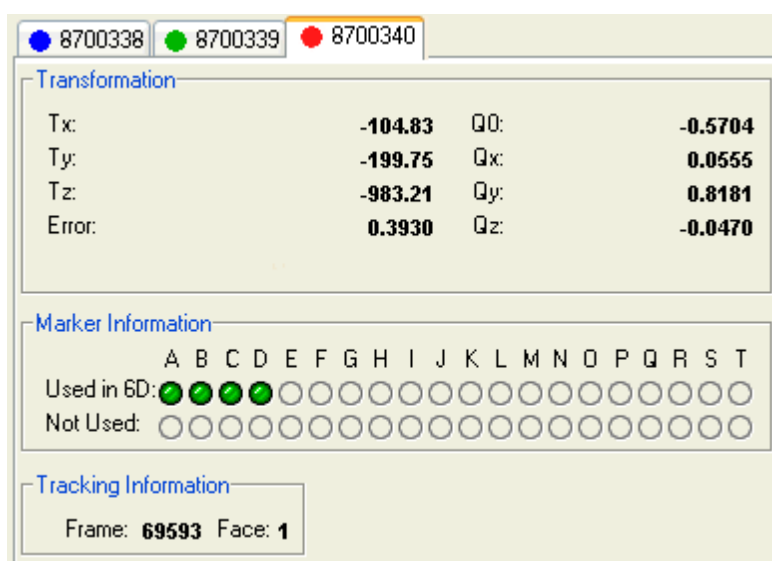 8700338 8700339 8700340
Transformation
Tx: -104.83 Q0: -0.5704
Ty: -199.75 Qx: 0.0555
Tz: -983.21 Qy: 0.8181
Error: 0.3930 Qz: -0.0470
Marker Information
A B C D E F G H I J K L M N O P Q R S T
Used in 6D:
Not Used:
Tracking Information
Frame: 69593 Face: 1